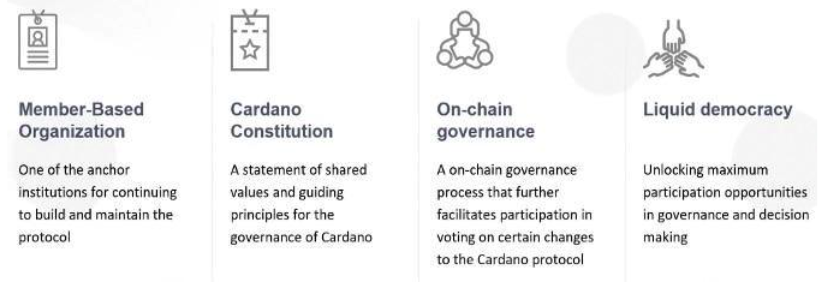 Member-Based
Organization
One of the anchor
institutions for continuing
to build and maintain the
protocol
Cardano
Constitution
A statement of shared
values and guiding
principles for the
governance of Cardano
On-chain
governance
A on-chain governance
process that further
facilitates participation in
voting on certain changes
to the Cardano protocol
Liquid democracy
Unlocking maximum
participation opportunities
in governance and decision
making